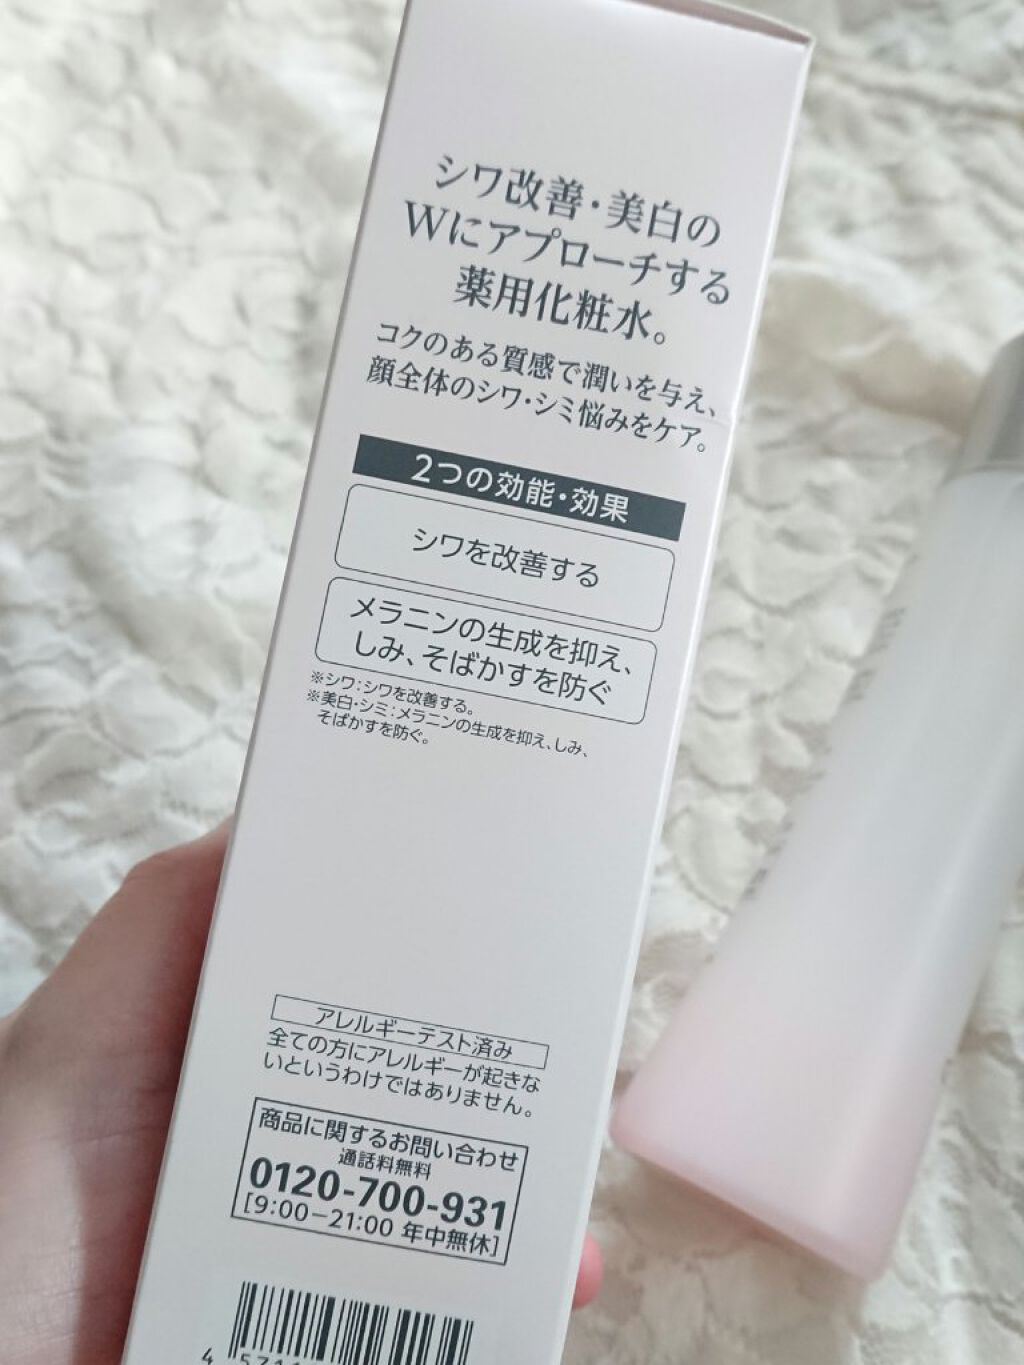 シワ改善・美白の
Wにアプローチする
薬用化粧水。
コクのある質感で潤いを与え、
顔全体のシワ・シミ悩みをケア。
2つの効能・効果
シワを改善する
メラニンの生成を抑え、
しみ、そばかすを防ぐ
※シワ：シワを改善する。
※美白・シミ：メラニンの生成を抑え、しみ、
そばかすを防ぐ。
アレルギーテスト済み
全ての方にアレルギーが起きな
いというわけではありません。
商品に関するお問い合わせ
通話料無料
0120-700-931
[9:00−21:00 年中無休]